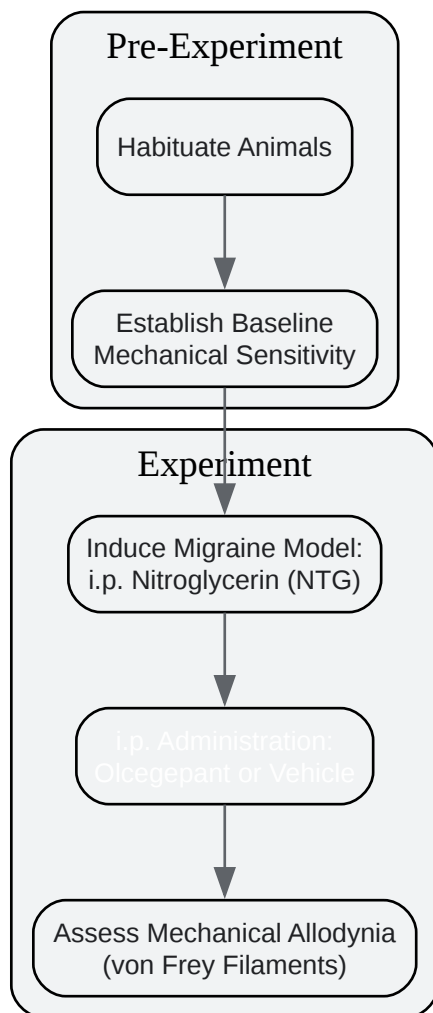 Pre-Experiment
Habituate Animals
Establish Baseline
Mechanical Sensitivity
Experiment
Induce Migraine Model:
i.p. Nitroglycerin (NTG)
i.p. Administration:
Olcegepant or Vehicle
Assess Mechanical Allodynia
(von Frey Filaments)